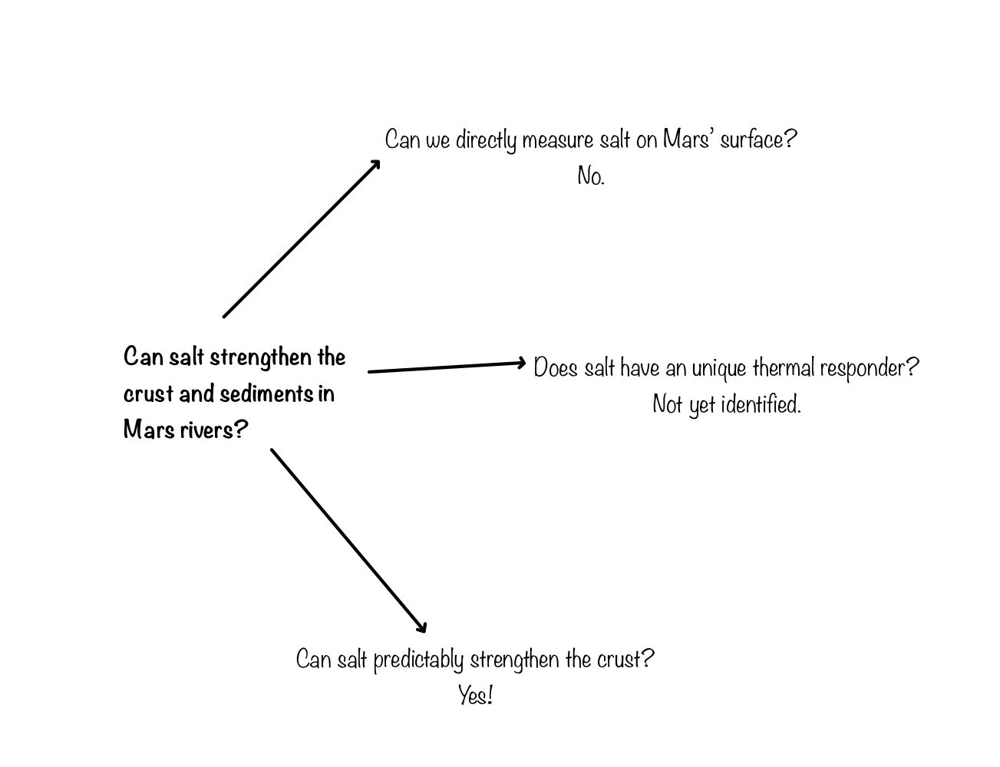 Can we directly measure salt on Mars' surface?
No.
Can salt strengthen the
crust and sediments in
Mars rivers?
Does salt have an unique thermal responder?
Not yet identified.
Can salt predictably strengthen the crust?
Yes!